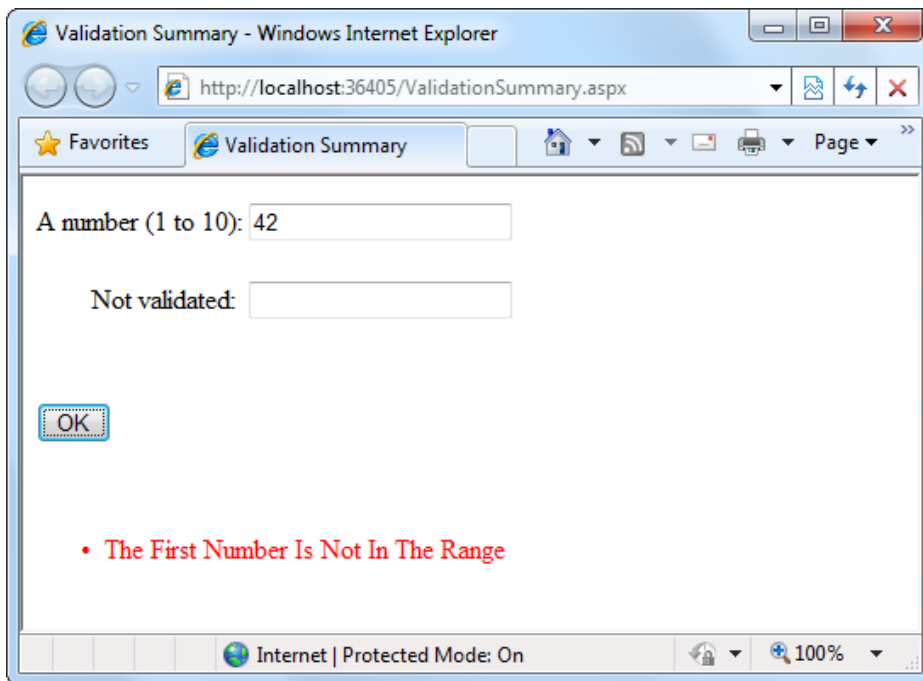 Validation Summary - Windows Internet Explorer
http://localhost:36405/ValidationSummary.aspx
Favorites Validation Summary Page
A number (1 to 10): 42
Not validated:
OK
• The First Number Is Not In The Range
Internet | Protected Mode: On 100%